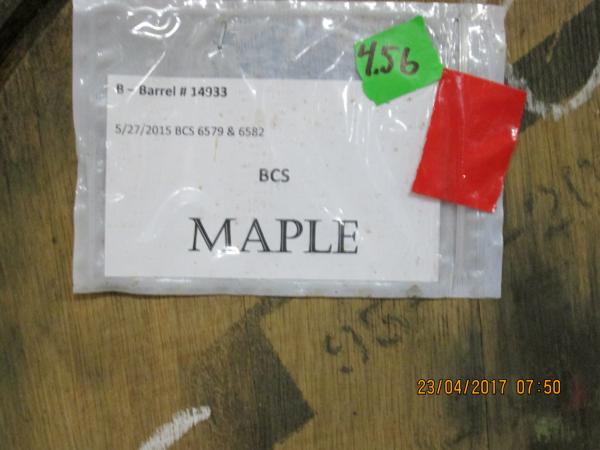 4.56
B – Barrel # 14933
5/27/2015 BCS 6579 & 6582
BCS
MAPLE
23/04/2017 07:50